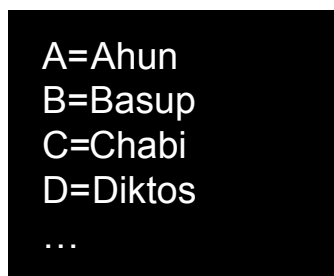 A=Ahun
B=Basup
C=Chabi
D=Diktos
…